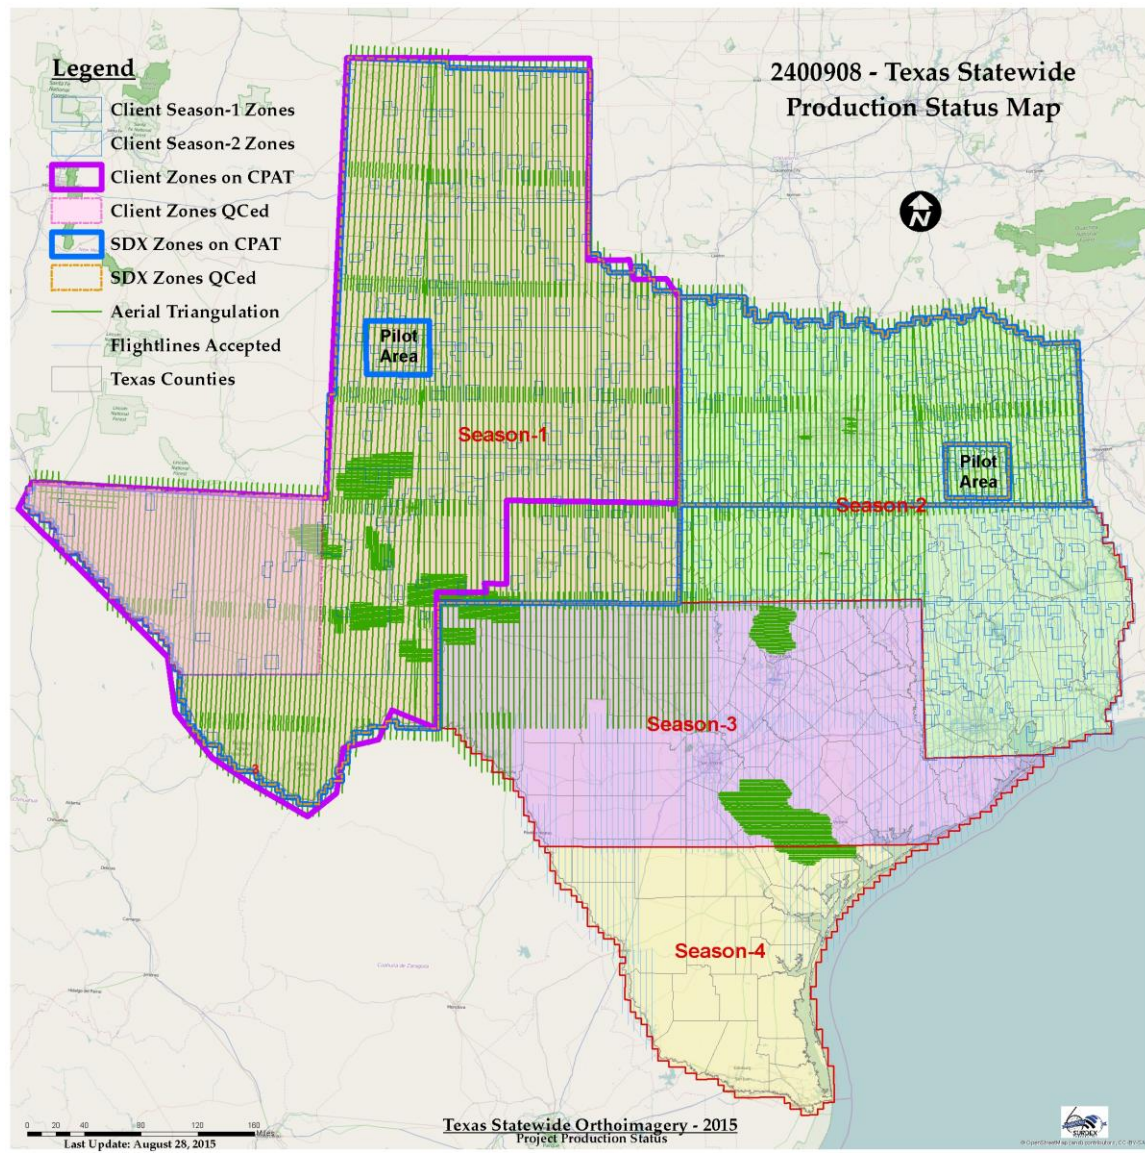 Legend
Client Season-1 Zones
Client Season-2 Zones
Client Zones on CPAT
Client Zones QCed
SDX Zones on CPAT
SDX Zones QCed
Aerial Triangulation
Flightlines Accepted
Texas Counties
2400908 - Texas Statewide
Production Status Map
N
Pilot
Area
Season-1
Pilot
Area
Season-2
Season-3
Season-4
3
0 20 40 80 120 160
Miles
Last Update: August 28, 2015
Texas Statewide Orthoimagery - 2015
Project Production Status
SURDEX